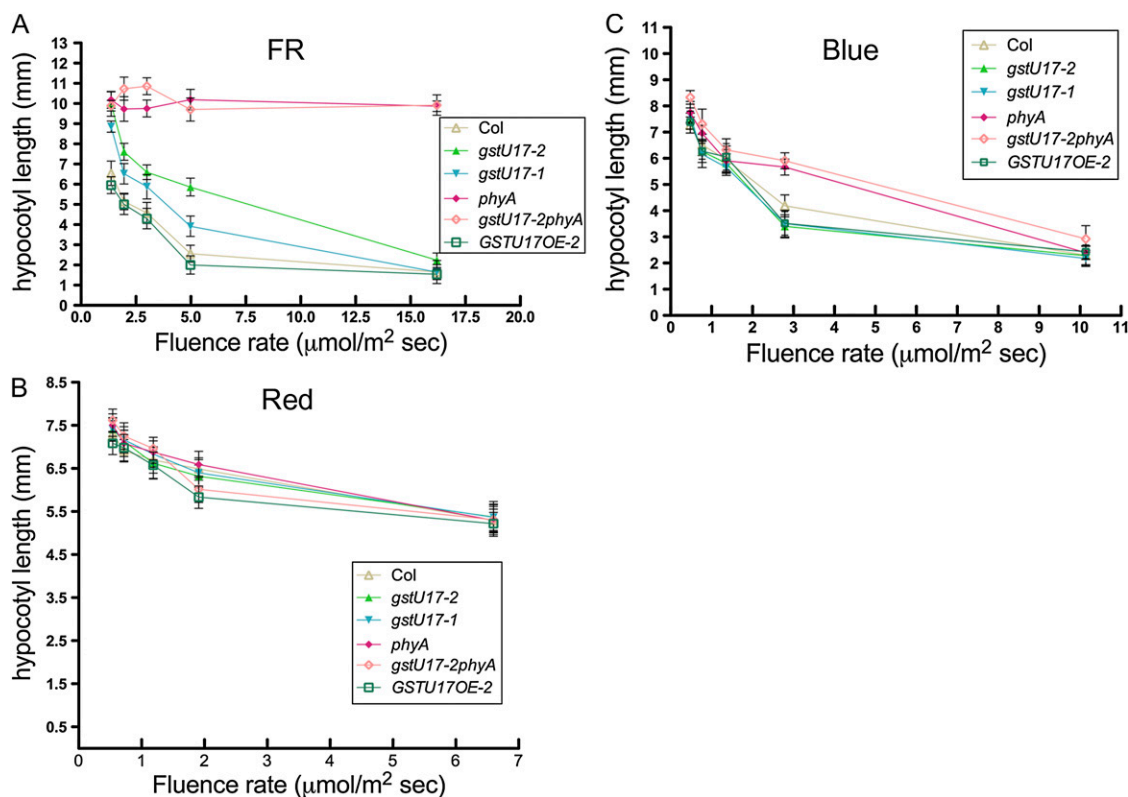 A
FR
hypocotyl length (mm)
13
12
11
10
9
8
7
6
5
4
3
2
1
0
0.0 2.5 5.0 7.5 10.0 12.5 15.0 17.5 20.0
Fluence rate (μmol/m² sec)
Col
gstU17-2
gstU17-1
phyA
gstU17-2phyA
GSTU17OE-2
C
Blue
hypocotyl length (mm)
9
8
7
6
5
4
3
2
1
0
0 1 2 3 4 5 6 7 8 9 10 11
Fluence rate (μmol/m² sec)
Col
gstU17-2
gstU17-1
phyA
gstU17-2phyA
GSTU17OE-2
B
Red
hypocotyl length (mm)
8.5
7.5
6.5
5.5
4.5
3.5
2.5
1.5
0.5
1 2 3 4 5 6 7
Fluence rate (μmol/m² sec)
Col
gstU17-2
gstU17-1
phyA
gstU17-2phyA
GSTU17OE-2